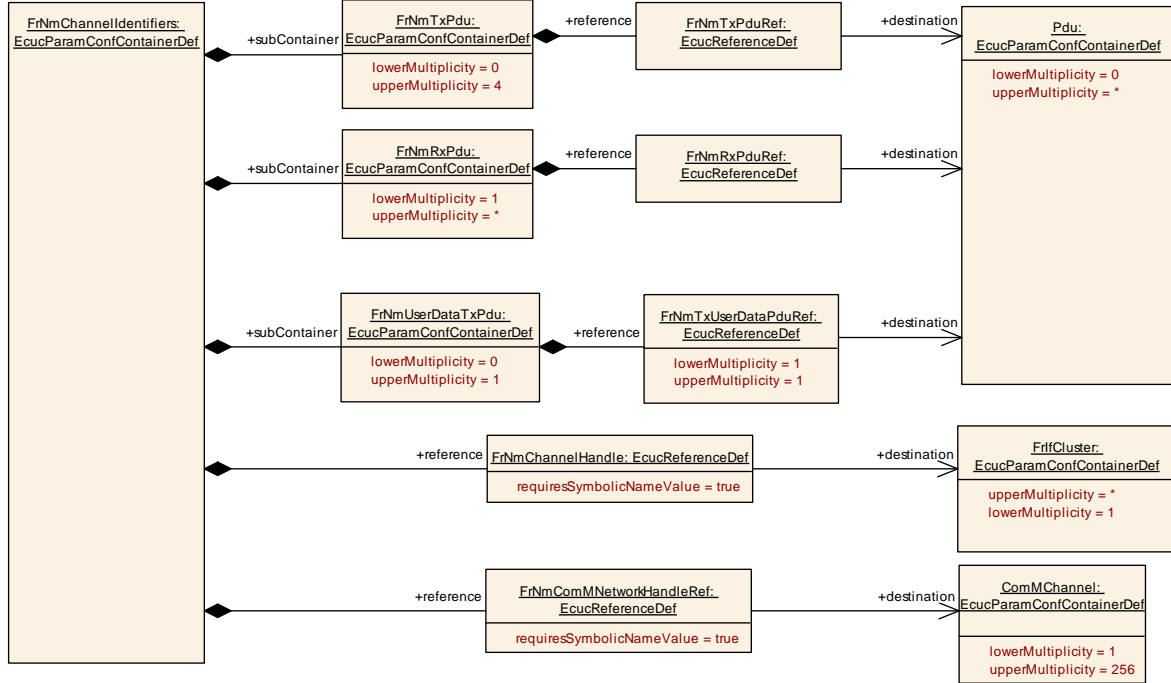 FrNmChannelIdentifiers:
EcucParamConfContainerDef
+subContainer
FrNmTxPdu:
EcucParamConfContainerDef
lowerMultiplicity = 0
upperMultiplicity = 4
+reference
FrNmTxPduRef:
EcucReferenceDef
+destination
Pdu:
EcucParamConfContainerDef
lowerMultiplicity = 0
upperMultiplicity = *
+subContainer
FrNmRxPdu:
EcucParamConfContainerDef
lowerMultiplicity = 1
upperMultiplicity = *
+reference
FrNmRxPduRef:
EcucReferenceDef
+destination
+subContainer
FrNmUserDataTxPdu:
EcucParamConfContainerDef
lowerMultiplicity = 0
upperMultiplicity = 1
+reference
FrNmTxUserDataPduRef:
EcucReferenceDef
lowerMultiplicity = 1
upperMultiplicity = 1
+destination
+reference
FrNmChannelHandle: EcucReferenceDef
requiresSymbolicNameValue = true
+destination
FrIfCluster:
EcucParamConfContainerDef
upperMultiplicity = *
lowerMultiplicity = 1
+reference
FrNmComMNetworkHandleRef:
EcucReferenceDef
requiresSymbolicNameValue = true
+destination
ComMChannel:
EcucParamConfContainerDef
lowerMultiplicity = 1
upperMultiplicity = 256